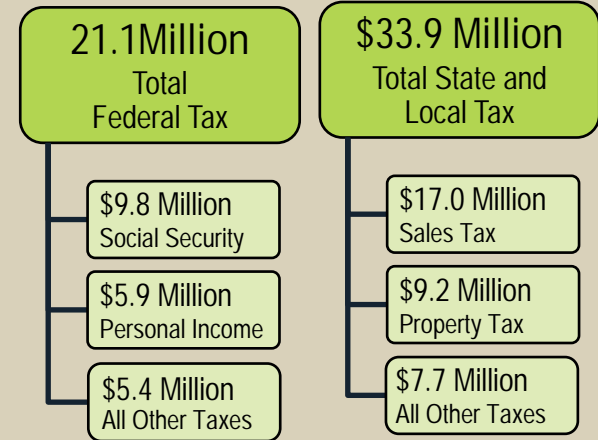 21.1Million
Total
Federal Tax
$9.8 Million
Social Security
$5.9 Million
Personal Income
$5.4 Million
All Other Taxes
$33.9 Million
Total State and
Local Tax
$17.0 Million
Sales Tax
$9.2 Million
Property Tax
$7.7 Million
All Other Taxes